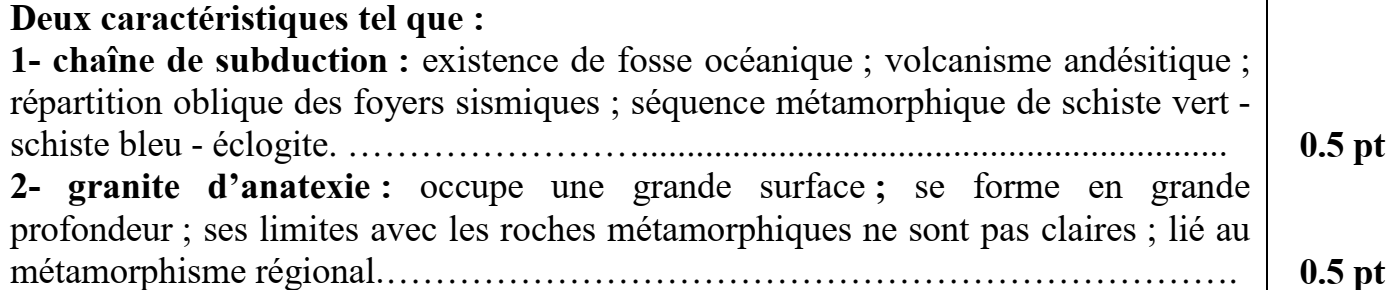 Deux caractéristiques tel que :
1- chaîne de subduction : existence de fosse océanique ; volcanisme andésitique ;
répartition oblique des foyers sismiques ; séquence métamorphique de schiste vert -
schiste bleu - éclogite. ……………………........................................................................... 0.5 pt
2- granite d’anatexie : occupe une grande surface ; se forme en grande
profondeur ; ses limites avec les roches métamorphiques ne sont pas claires ; lié au
métamorphisme régional.……………………………………………………………………. 0.5 pt